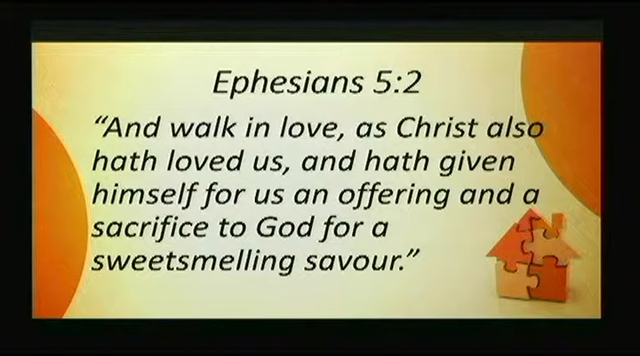 Ephesians 5:2
“And walk in love, as Christ also
hath loved us, and hath given
himself for us an offering and a
sacrifice to God for a
sweetsmelling savour.”